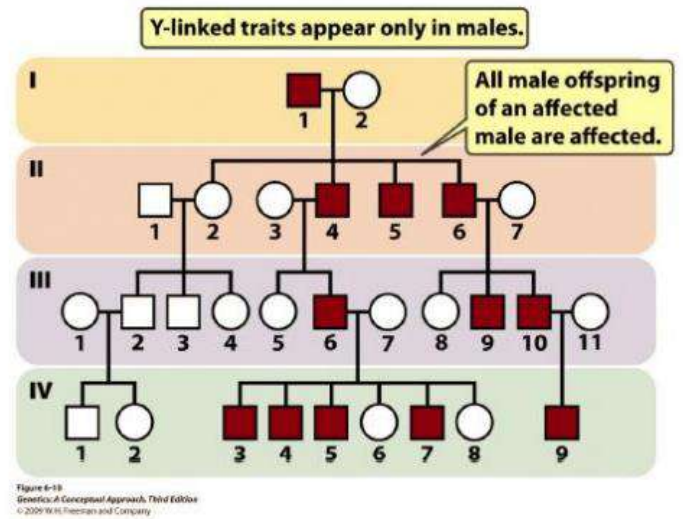 Y-linked traits appear only in males.
All male offspring
of an affected
male are affected.
I
1 2
II
1 2 3 4 5 6 7
III
1 2 3 4 5 6 7 8 9 10 11
IV
1 2 3 4 5 6 7 8 9
Figure 6-10
Genetics: A Conceptual Approach, Third Edition
© 2009 W.H. Freeman and Company